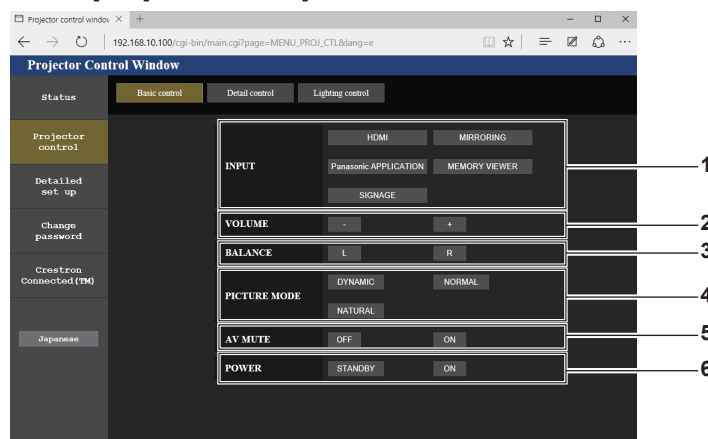 Projector control window
192.168.10.100/cgi-bin/main.cgi?page=MENU_PROJ_CTL&lang=e
Projector Control Window
Status
Basic control
Detail control
Lighting control
Projector
control
Detailed
set up
Change
password
Crestron
Connected(TM)
Japanese
INPUT
HDMI
MIRRORING
Panasonic APPLICATION
MEMORY VIEWER
SIGNAGE
1
VOLUME
-
+
2
BALANCE
L
R
3
PICTURE MODE
DYNAMIC
NORMAL
NATURAL
4
AV MUTE
OFF
ON
5
POWER
STANDBY
ON
6